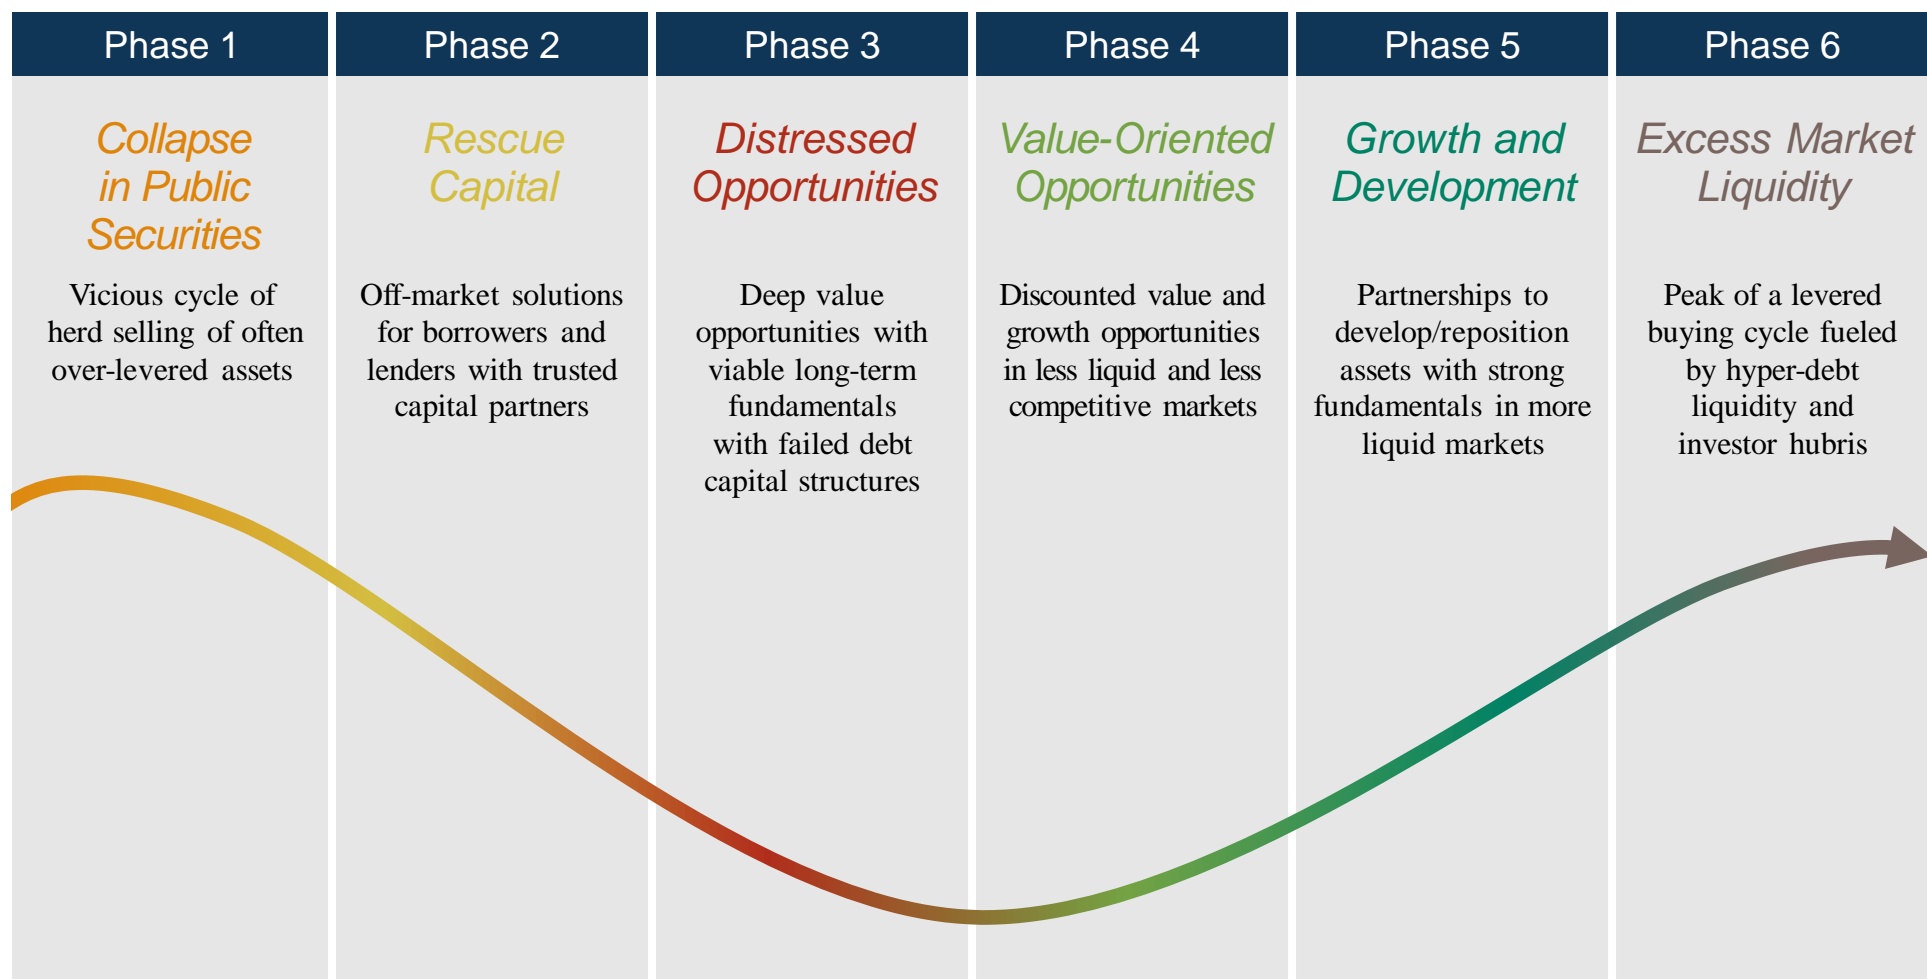 Phase 1
Collapse
in Public
Securities
Vicious cycle of
herd selling of often
over-levered assets
Phase 2
Rescue
Capital
Off-market solutions
for borrowers and
lenders with trusted
capital partners
Phase 3
Distressed
Opportunities
Deep value
opportunities with
viable long-term
fundamentals
with failed debt
capital structures
Phase 4
Value-Oriented
Opportunities
Discounted value and
growth opportunities
in less liquid and less
competitive markets
Phase 5
Growth and
Development
Partnerships to
develop/reposition
assets with strong
fundamentals in more
liquid markets
Phase 6
Excess Market
Liquidity
Peak of a levered
buying cycle fueled
by hyper-debt
liquidity and
investor hubris